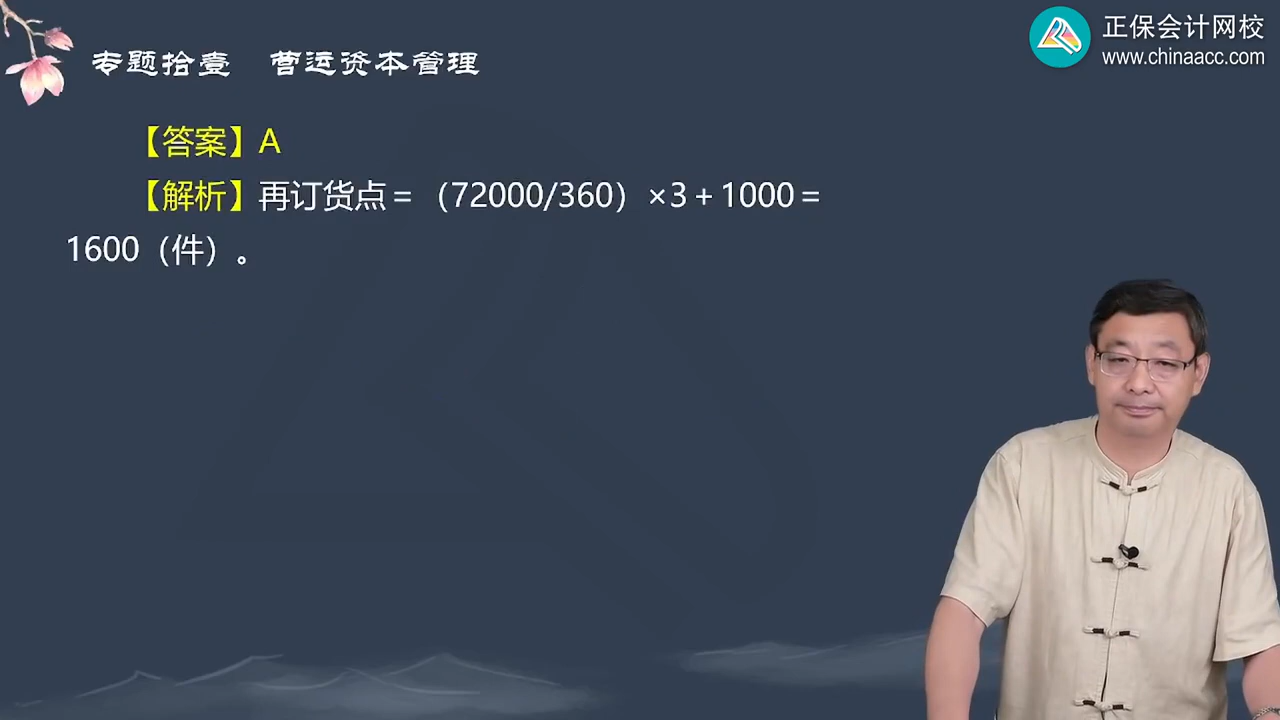 专题拾壹 营运资本管理
正保会计网校
www.chinaacc.com
【答案】A
【解析】再订货点＝（72000/360）×3＋1000＝
1600（件）。